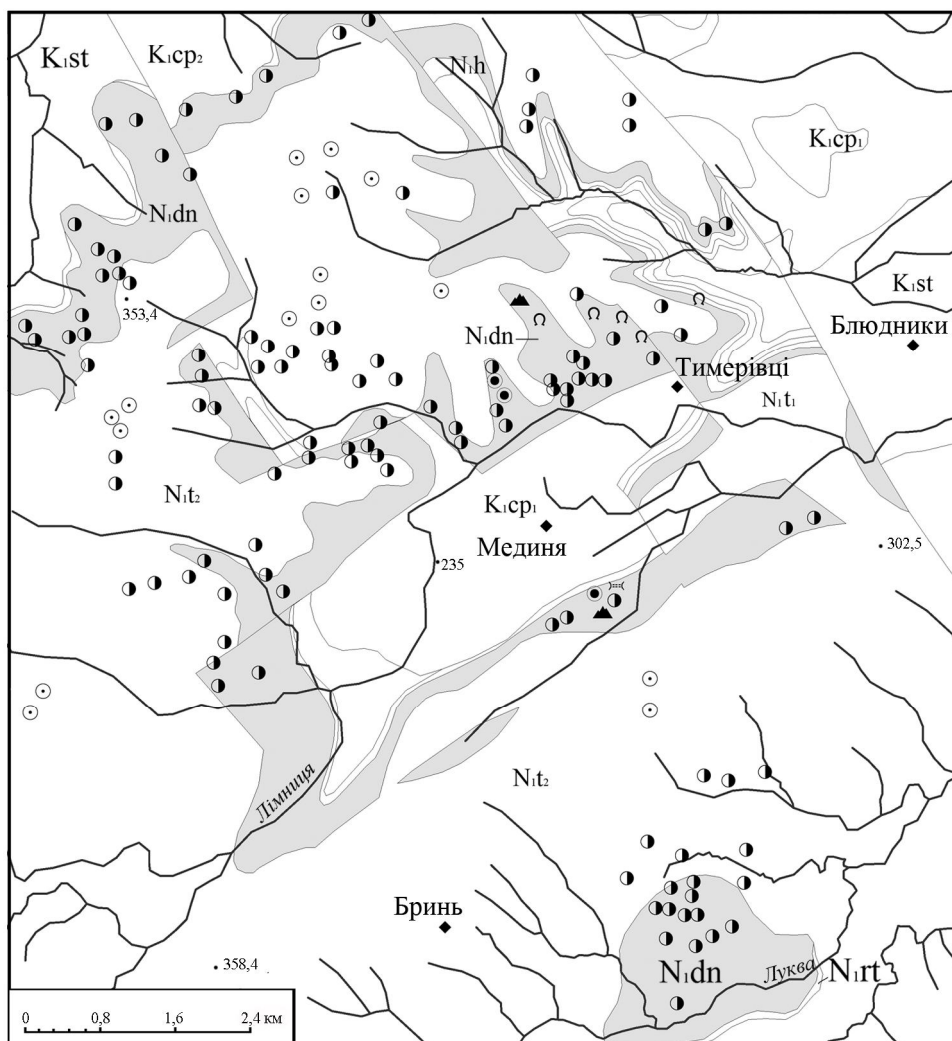 K₁st
K₁cp₂
N₁h
K₁cp₁
N₁dn
K₁st
353,4
Блюдники
N₁dn
Тимерівці
N₁t₁
N₁t₂
K₁cp₁
Мединя
302,5
235
Лімниця
N₁t₂
Бринь
358,4
N₁dn
Луква
N₁rt
0 0,8 1,6 2,4 км